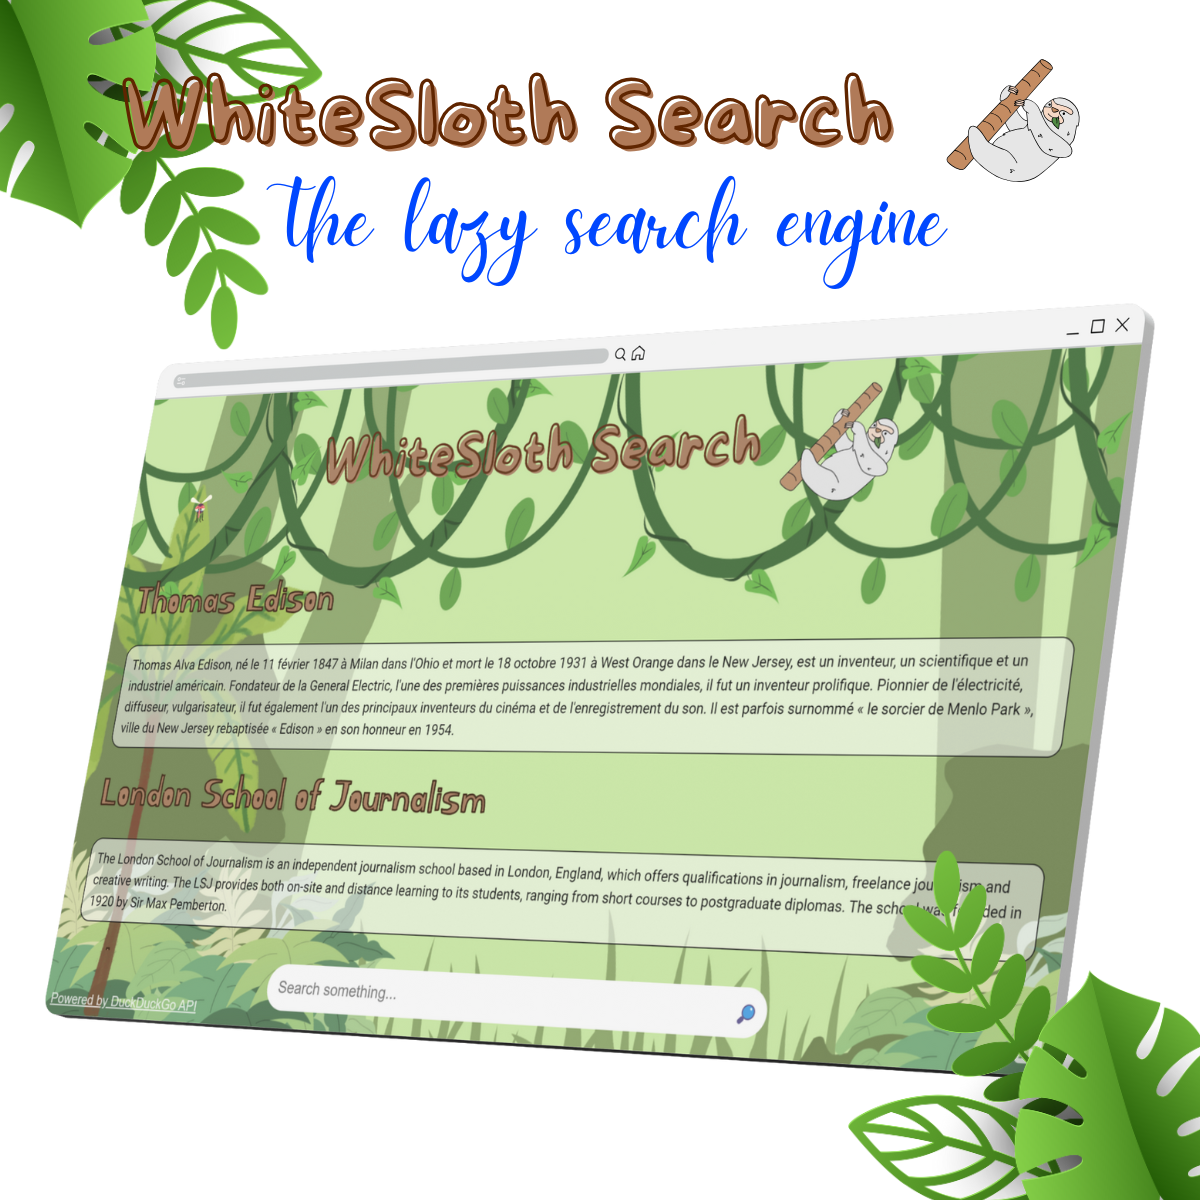 WhiteSloth Search
The lazy search engine
WhiteSloth Search
Thomas Edison
Thomas Alva Edison, né le 11 février 1847 à Milan dans l'Ohio et mort le 18 octobre 1931 à West Orange dans le New Jersey, est un inventeur, un scientifique et un
industriel américain. Fondateur de la General Electric, l'une des premières puissances industrielles mondiales, il fut un inventeur prolifique. Pionnier de l'électricité,
diffuseur, vulgarisateur, il fut également l'un des principaux inventeurs du cinéma et de l'enregistrement du son. Il est parfois surnommé « le sorcier de Menlo Park »,
ville du New Jersey rebaptisée « Edison » en son honneur en 1954.
London School of Journalism
The London School of Journalism is an independent journalism school based in London, England, which offers qualifications in journalism, freelance journalism and
creative writing. The LSJ provides both on-site and distance learning to its students, ranging from short courses to postgraduate diplomas. The school was founded in
1920 by Sir Max Pemberton.
Search something...
Powered by DuckDuckGo API